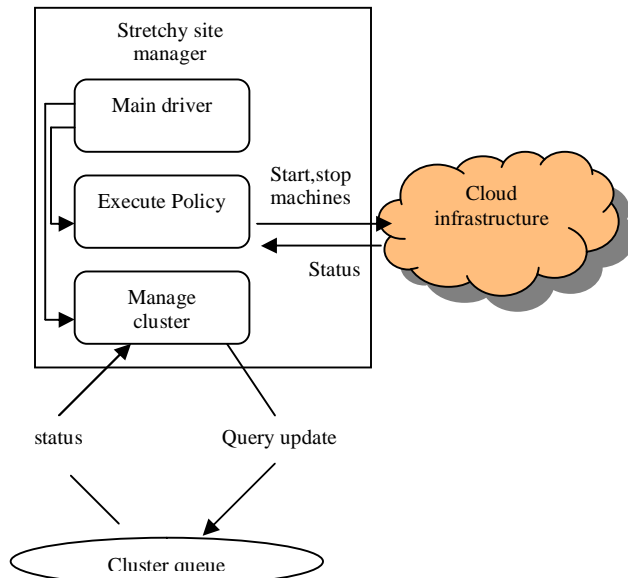 Stretchy site
manager
Main driver
Execute Policy
Manage
cluster
Start,stop
machines
Status
Cloud
infrastructure
status
Query update
Cluster queue